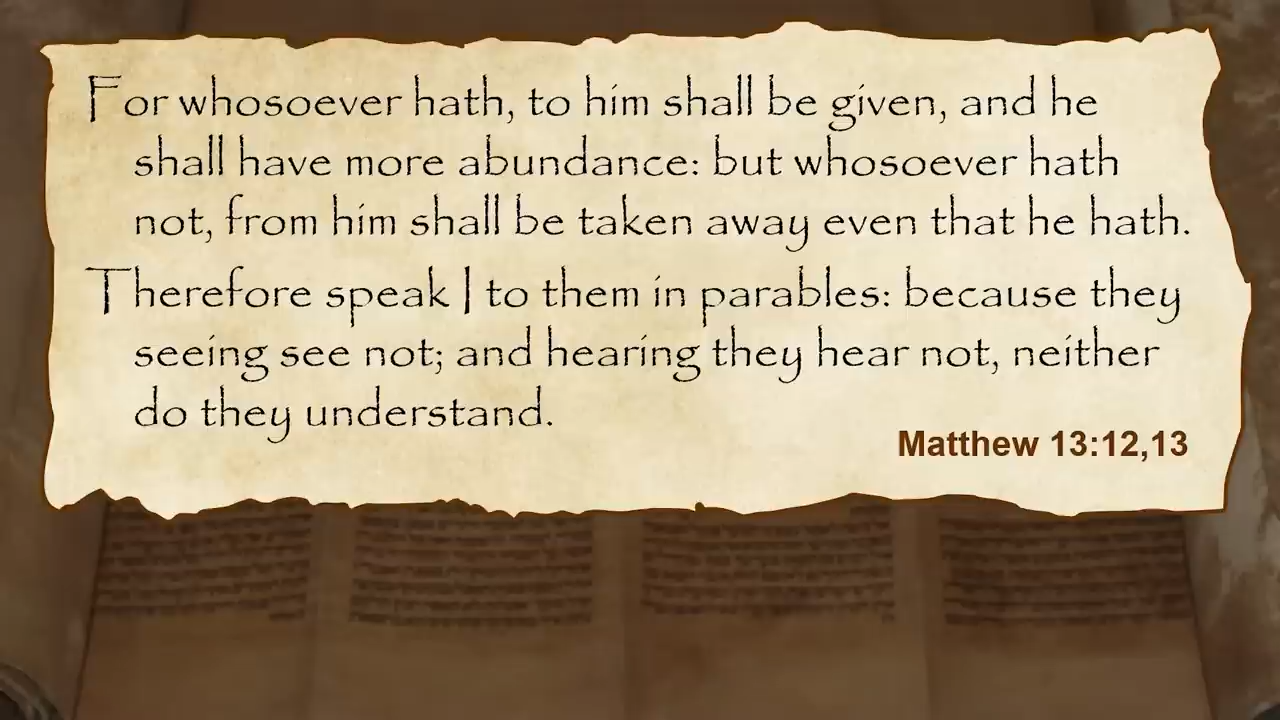 For whosoever hath, to him shall be given, and he
shall have more abundance: but whosoever hath
not, from him shall be taken away even that he hath.
Therefore speak I to them in parables: because they
seeing see not; and hearing they hear not, neither
do they understand.
Matthew 13:12,13